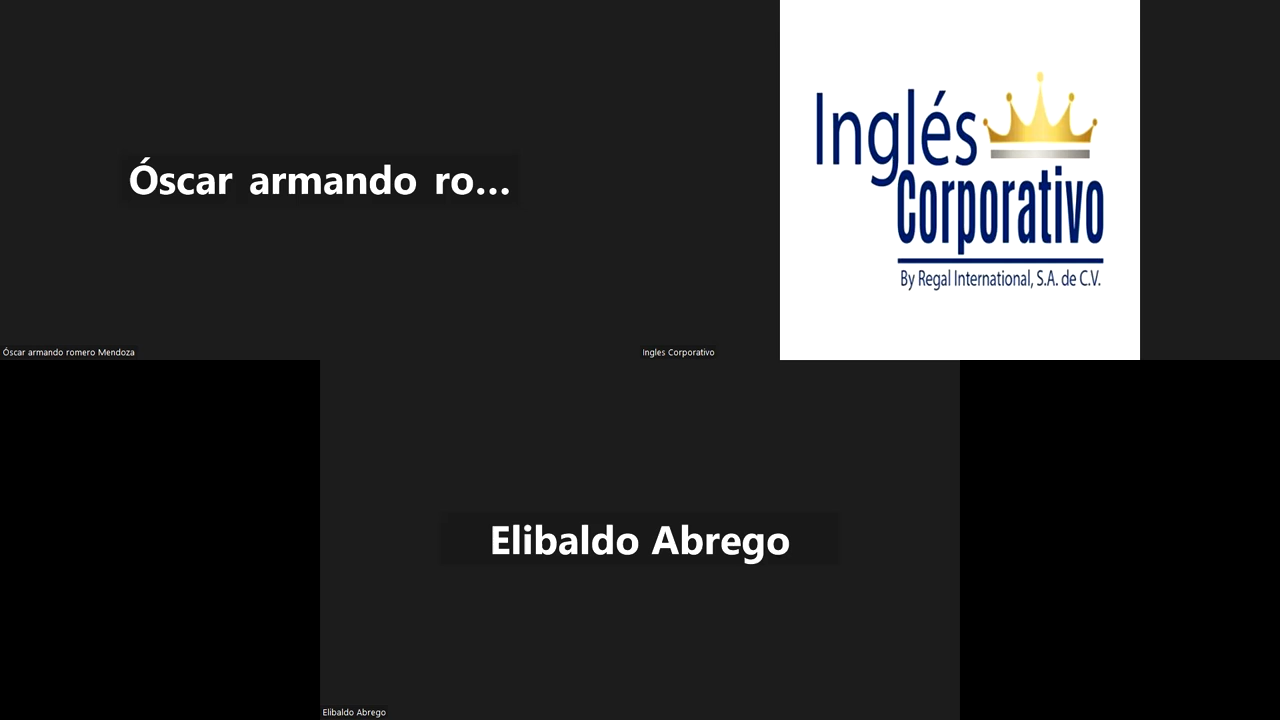 Óscar armando ro...
Inglés
Corporativo
By Regal International, S.A. de C.V.
Óscar armando romero Mendoza
Ingles Corporativo
Elibaldo Abrego
Elibaldo Abrego